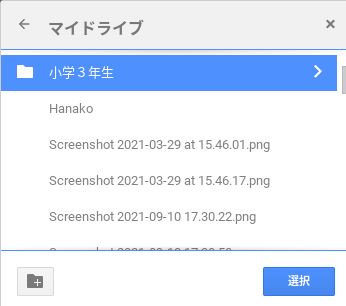 マイドライブ
小学3年生
Hanako
Screenshot 2021-03-29 at 15.46.01.png
Screenshot 2021-03-29 at 15.46.17.png
Screenshot 2021-09-10 17.30.22.png
選択